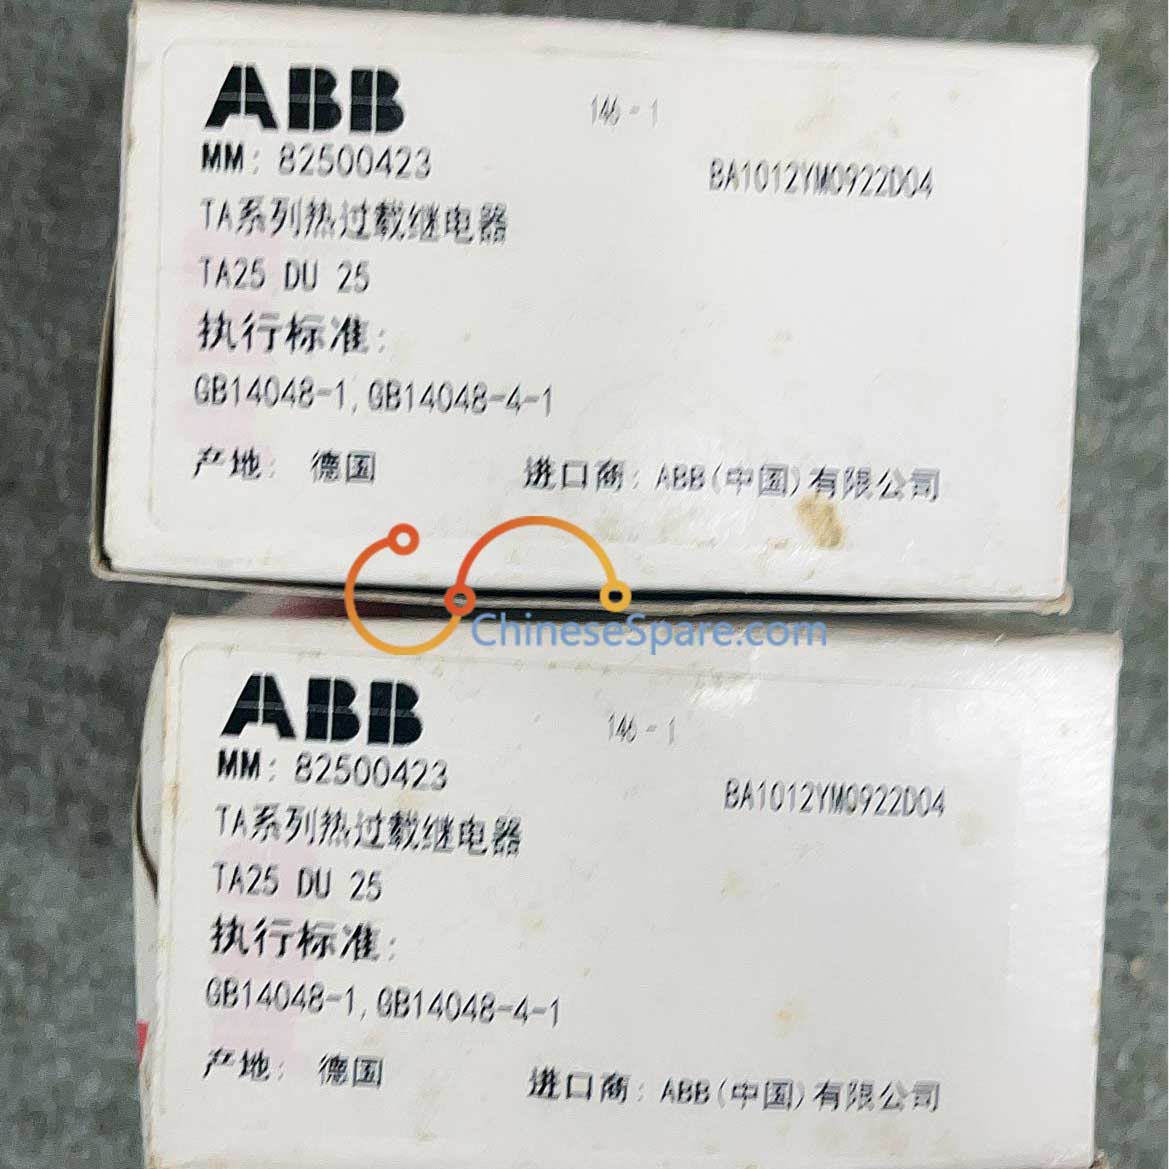 ABB
146-1
MM: 82500423
BA1012YM0922D04
TA系列热过载继电器
TA25 DU 25
执行标准:
GB14048-1,GB14048-4-1
产地: 德国 进口商: ABB(中国)有限公司
ChineseSpare.com
ABB
146-1
MM: 82500423
BA1012YM0922D04
TA系列热过载继电器
TA25 DU 25
执行标准:
GB14048-1,GB14048-4-1
产地: 德国 进口商: ABB(中国)有限公司